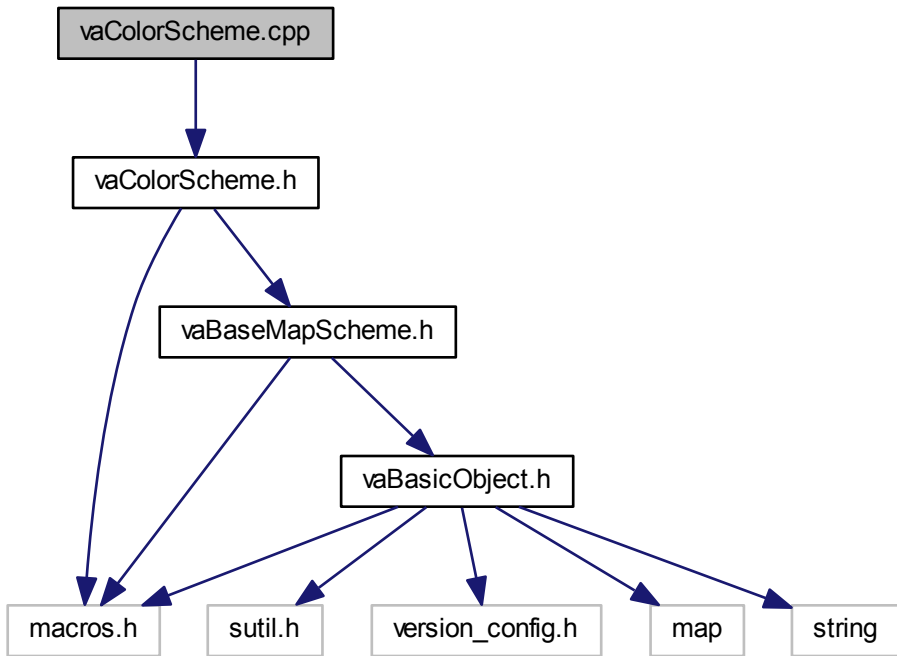 vaColorScheme.cpp
vaColorScheme.h
vaBaseMapScheme.h
vaBasicObject.h
macros.h
sutil.h
version_config.h
map
string